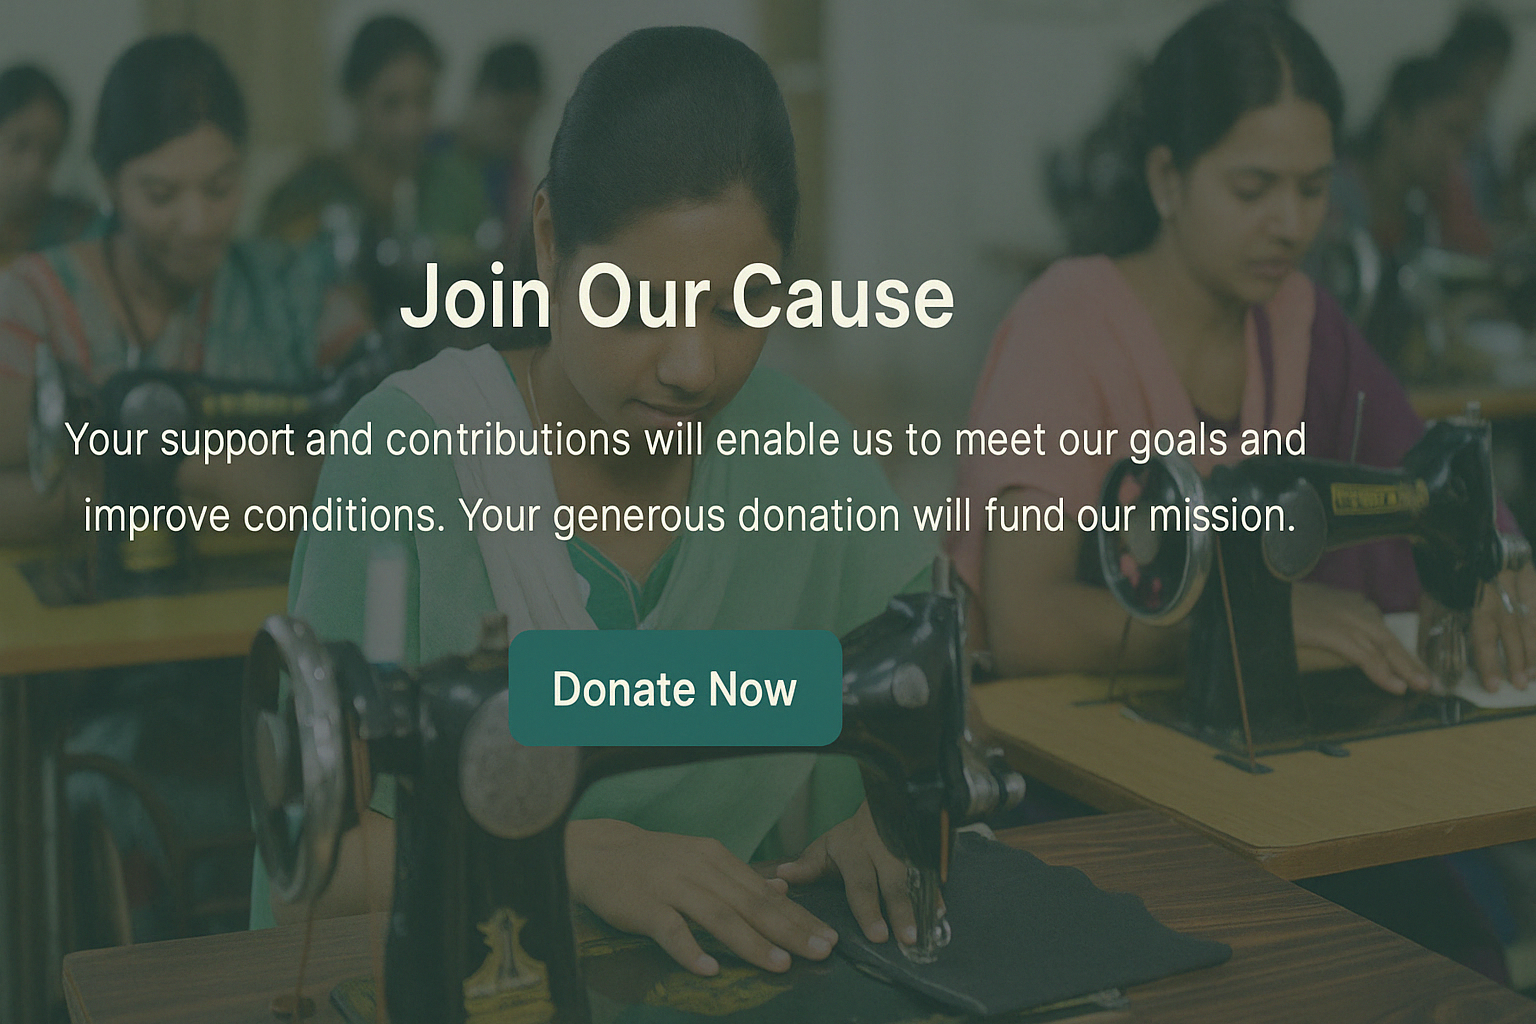 Join Our Cause
Your support and contributions will enable us to meet our goals and
improve conditions. Your generous donation will fund our mission.
Donate Now